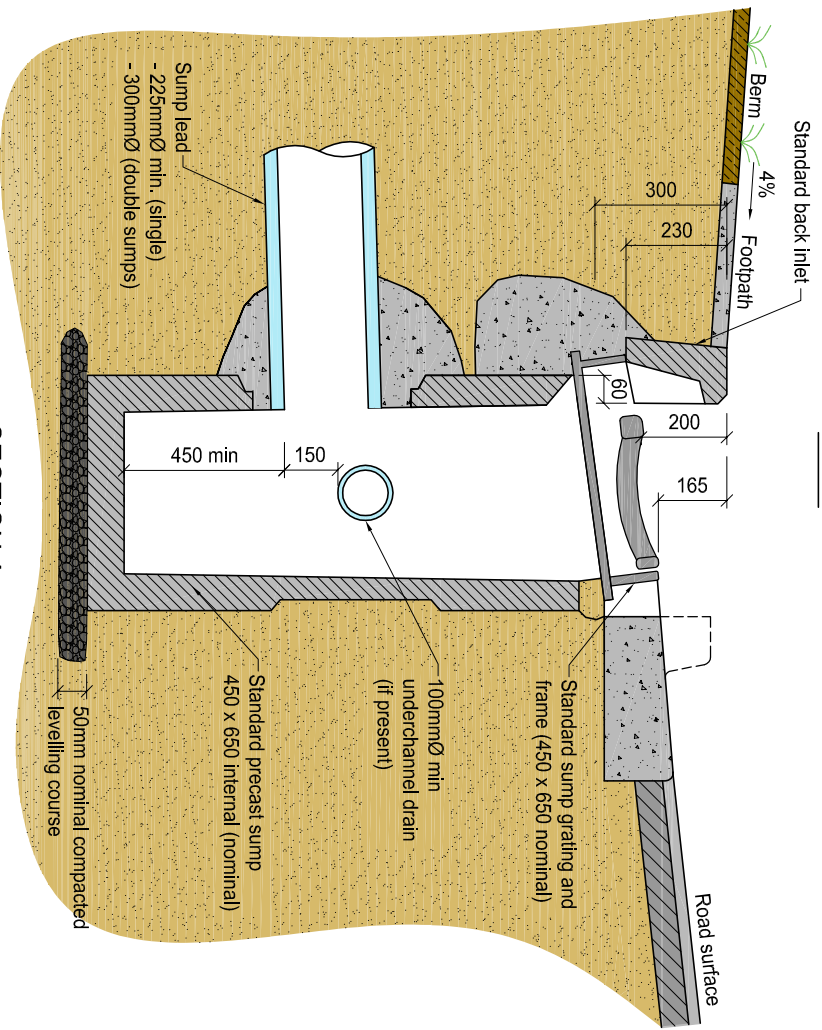 Standard back inlet
Berm
4%
Footpath
300
230
200
165
60
Sump lead
- 225mmØ min. (single)
- 300mmØ (double sumps)
450 min
150
Standard sump grating and
frame (450 x 650 nominal)
100mmØ min
underchannel drain
(if present)
Standard precast sump
450 x 650 internal (nominal)
50mm nominal compacted
levelling course
Road surface